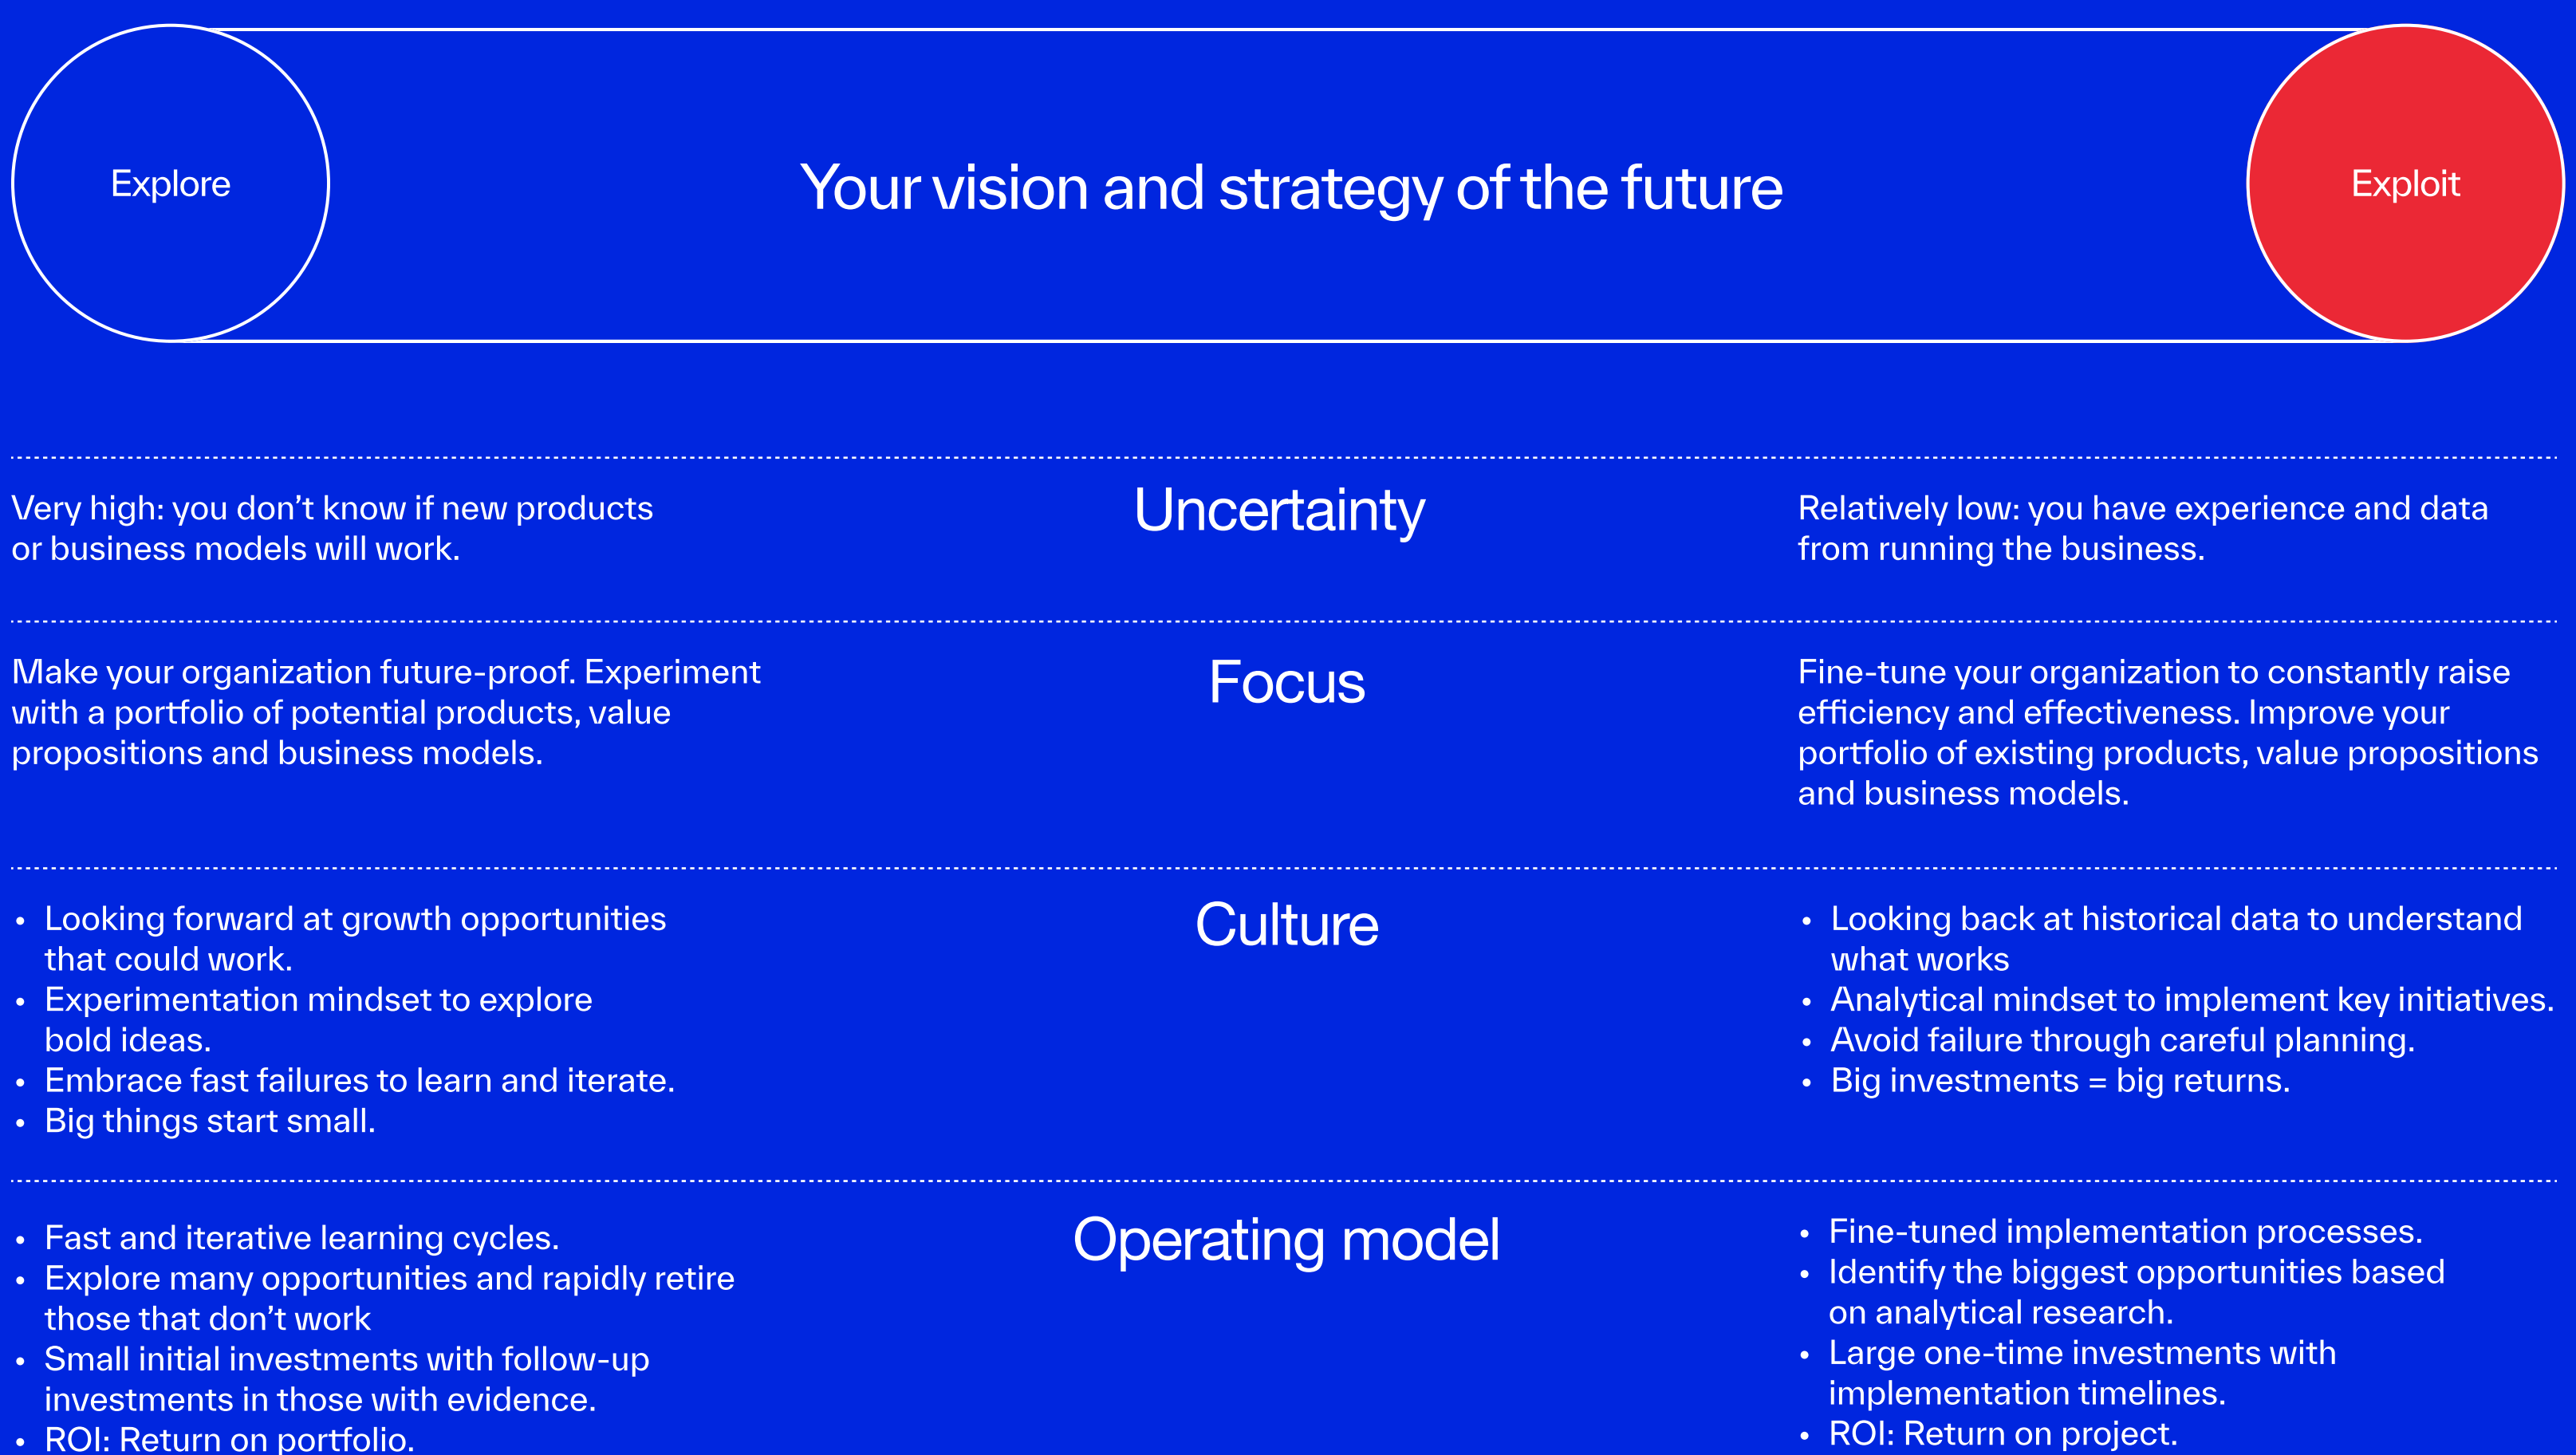 Explore
Your vision and strategy of the future
Exploit
Very high: you don’t know if new products
or business models will work.
Uncertainty
Relatively low: you have experience and data
from running the business.
Make your organization future-proof. Experiment
with a portfolio of potential products, value
propositions and business models.
Focus
Fine-tune your organization to constantly raise
efficiency and effectiveness. Improve your
portfolio of existing products, value propositions
and business models.
• Looking forward at growth opportunities
that could work.
• Experimentation mindset to explore
bold ideas.
• Embrace fast failures to learn and iterate.
• Big things start small.
Culture
• Looking back at historical data to understand
what works
• Analytical mindset to implement key initiatives.
• Avoid failure through careful planning.
• Big investments = big returns.
• Fast and iterative learning cycles.
• Explore many opportunities and rapidly retire
those that don’t work
• Small initial investments with follow-up
investments in those with evidence.
• ROI: Return on portfolio.
Operating model
• Fine-tuned implementation processes.
• Identify the biggest opportunities based
on analytical research.
• Large one-time investments with
implementation timelines.
• ROI: Return on project.